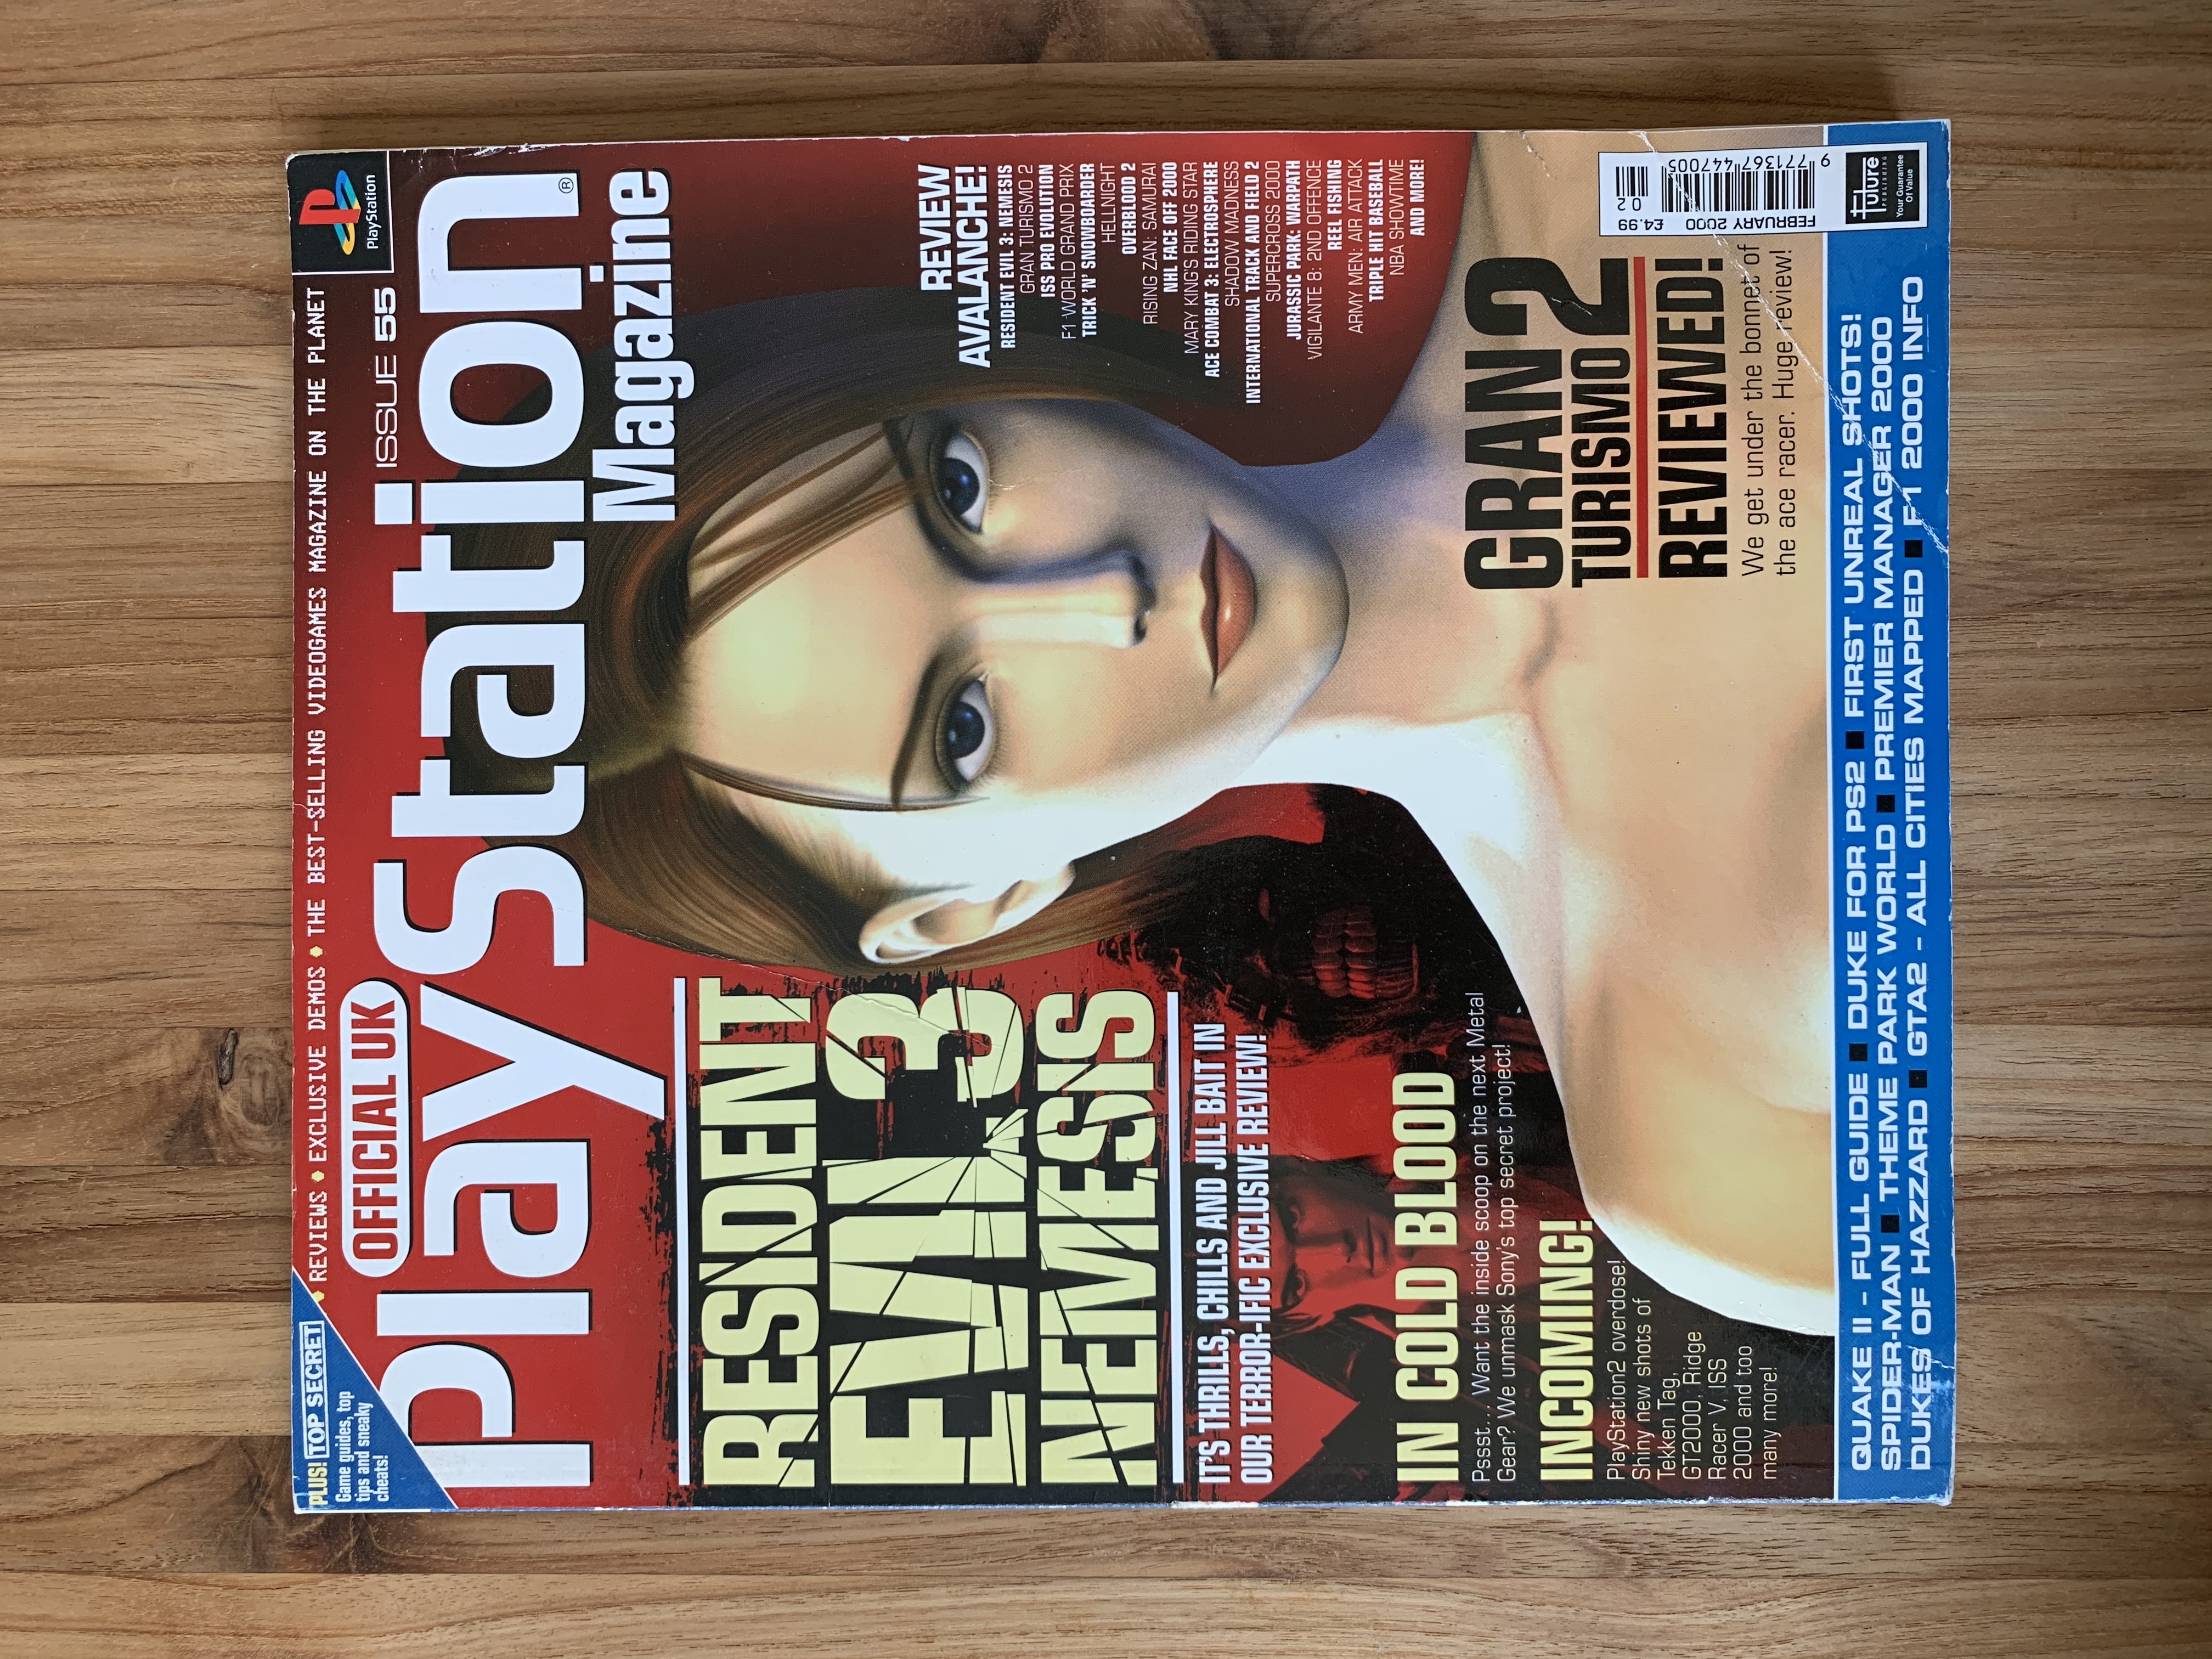 PLUS! TOP SECRET
Game guides, top
tips and sneaky
cheats!
REVIEWS ◆ EXCLUSIVE DEMOS ◆ THE BEST-SELLING VIDEOGAMES MAGAZINE ON THE PLANET
PlayStation
OFFICIAL UK
ISSUE 55
PlayStation®
Magazine
RESIDENT
EVIL 3
NEMESIS
IT'S THRILLS, CHILLS AND JILL BAIT IN
OUR TERROR-IFIC EXCLUSIVE REVIEW!
REVIEW
AVALANCHE!
RESIDENT EVIL 3: NEMESIS
GRAN TURISMO 2
ISS PRO EVOLUTION
F1 WORLD GRAND PRIX
TRICK 'N' SNOWBOARDER
HELLNIGHT
OVERBLOOD 2
RISING ZAN: SAMURAI
NHL FACE OFF 2000
MARY KING'S RIDING STAR
ACE COMBAT 3: ELECTROSPHERE
SHADOW MADNESS
INTERNATIONAL TRACK AND FIELD 2
SUPERCROSS 2000
JURASSIC PARK: WARPATH
VIGILANTE 8: 2ND OFFENCE
REEL FISHING
ARMY MEN: AIR ATTACK
TRIPLE HIT BASEBALL
NBA SHOWTIME
AND MORE!
IN COLD BLOOD
Pssst... Want the inside scoop on the next Metal
Gear? We unmask Sony's top secret project!
INCOMING!
PlayStation2 overdose!
Shiny new shots of
Tekken Tag,
GT2000, Ridge
Racer V, ISS
2000 and too
many more!
GRAN
TURISMO 2
REVIEWED!
We get under the bonnet of
the ace racer. Huge review!
FEBRUARY 2000 £4.99
9 771367 447005
02
Future
PUBLISHING
Your Guarantee
Of Value
QUAKE II - FULL GUIDE ■ DUKE FOR PS2 ■ FIRST UNREAL SHOTS!
SPIDER-MAN ■ THEME PARK WORLD ■ PREMIER MANAGER 2000
DUKES OF HAZZARD ■ GTA2 - ALL CITIES MAPPED ■ F1 2000 INFO